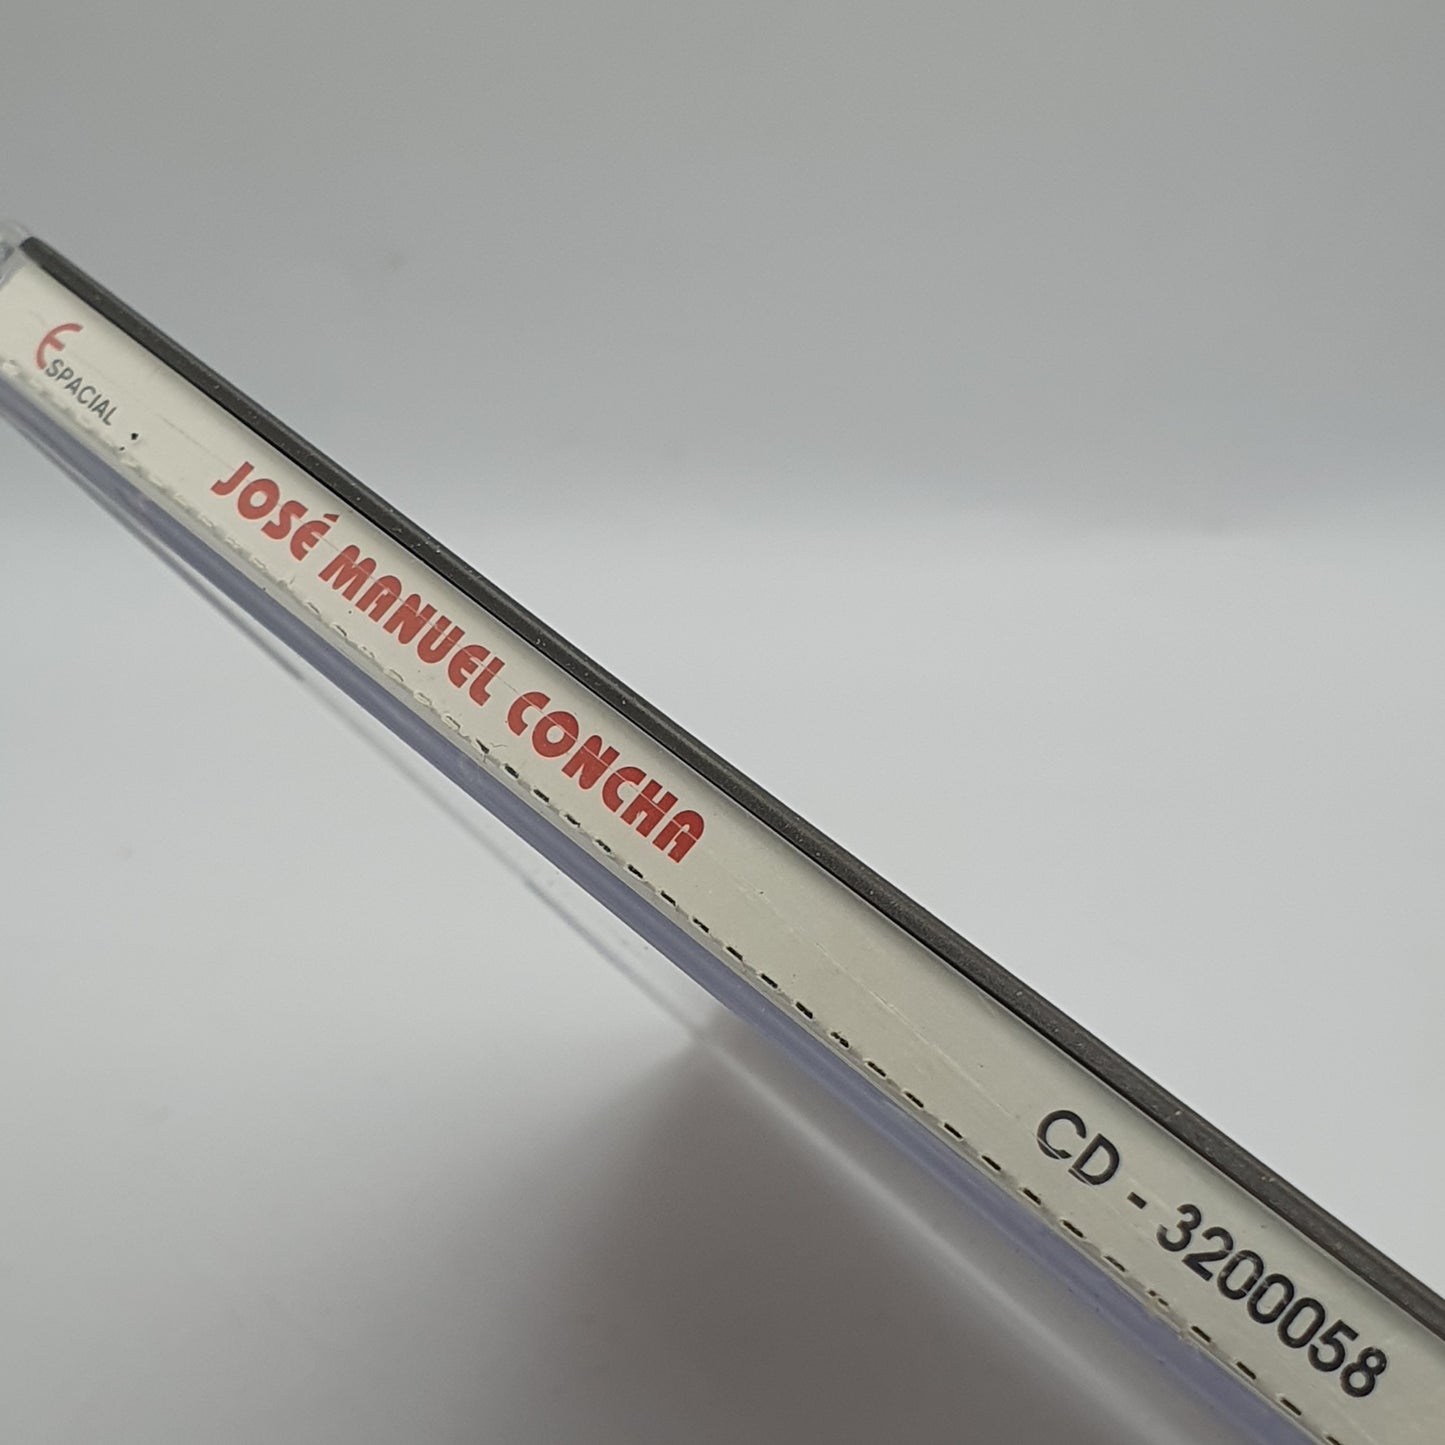 ESPACIAL
JOSÉ MANUEL CONCHA
CD - 3200058